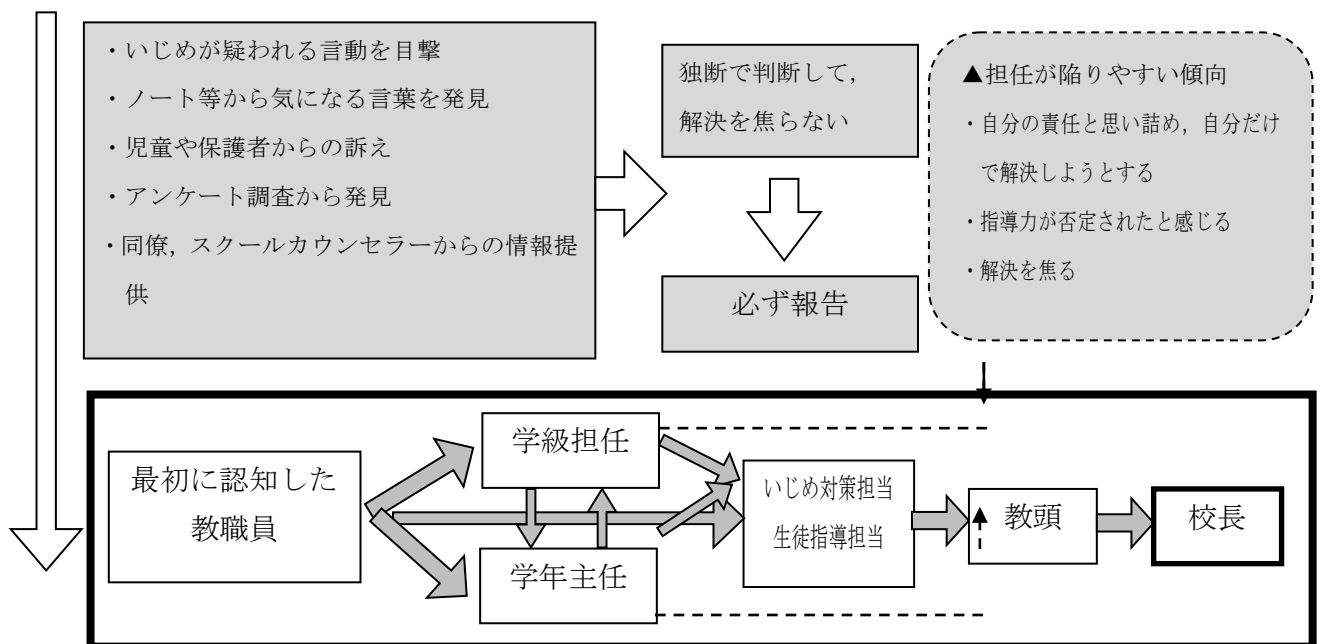 ・いじめが疑われる言動を目撃
・ノート等から気になる言葉を発見
・児童や保護者からの訴え
・アンケート調査から発見
・同僚，スクールカウンセラーからの情報提
供
独断で判断して，
解決を焦らない
必ず報告
▲担任が陥りやすい傾向
・自分の責任と思い詰め，自分だけ
で解決しようとする
・指導力が否定されたと感じる
・解決を焦る
最初に認知した
教職員
学級担任
学年主任
いじめ対策担当
生徒指導担当
教頭
校長